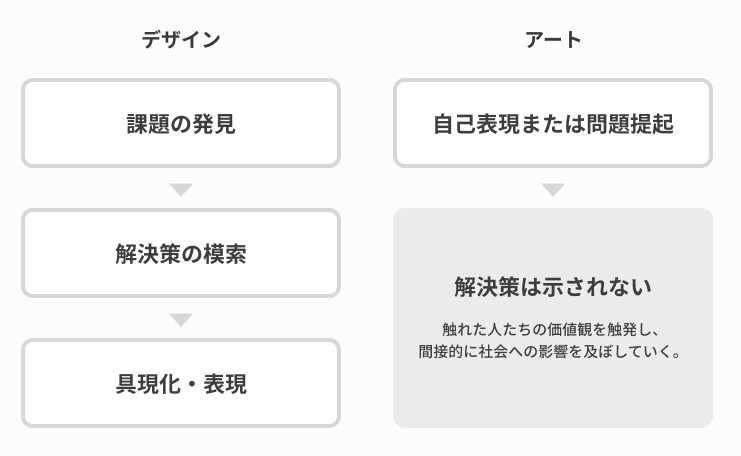 デザイン
課題の発見
解決策の模索
具現化・表現
アート
自己表現または問題提起
解決策は示されない
触れた人たちの価値観を触発し、
間接的に社会への影響を及ぼしていく。